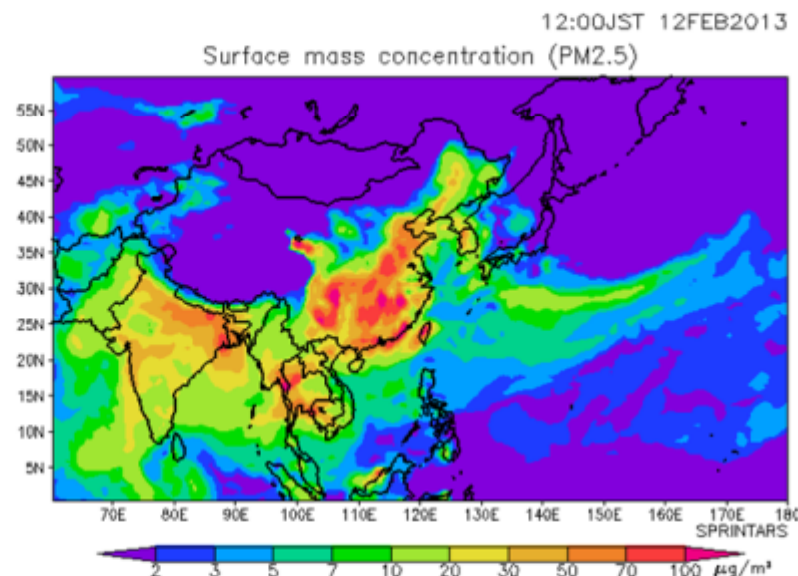 12:00JST 12FEB2013
Surface mass concentration (PM2.5)
55N
50N
45N
40N
35N
30N
25N
20N
15N
10N
5N
70E 80E 90E 100E 110E 120E 130E 140E 150E 160E 170E 180
SPRINTARS
2 3 5 7 10 20 30 50 70 100 μg/m³